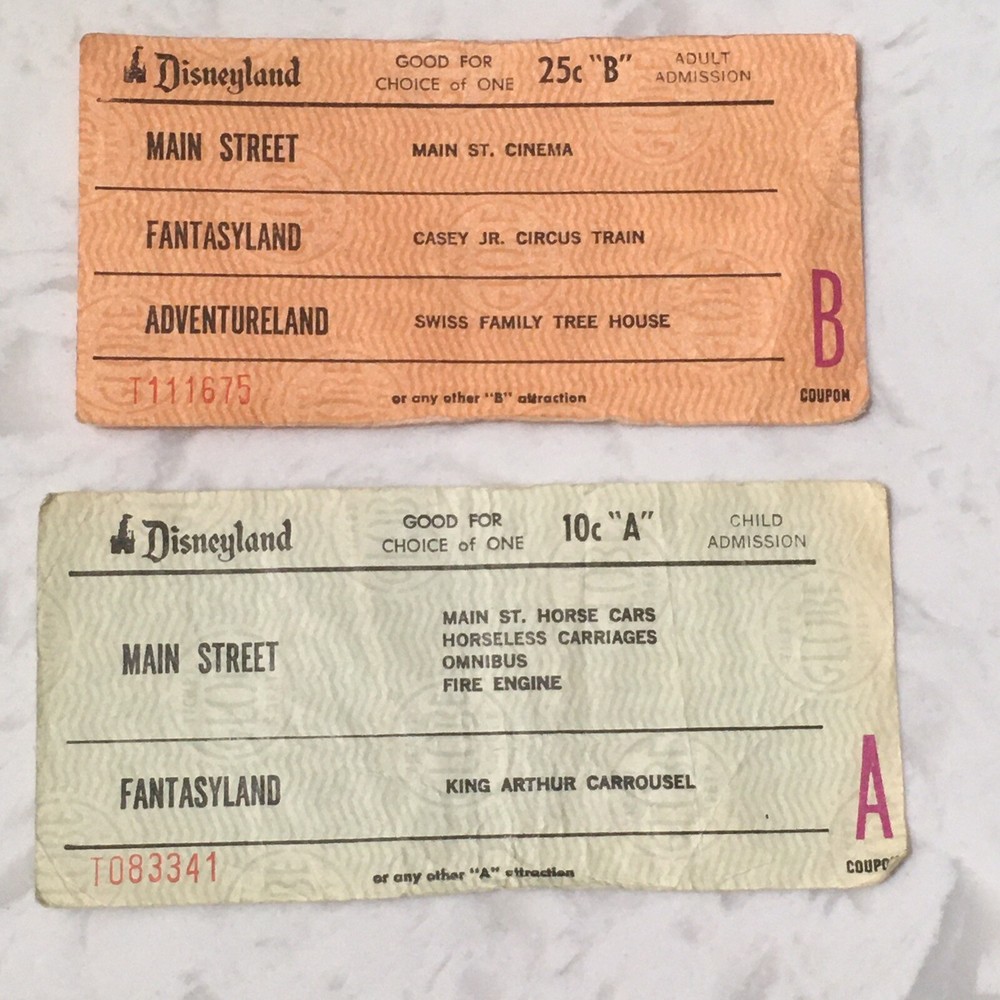 Disneyland GOOD FOR CHOICE of ONE 25c "B" ADULT ADMISSION
MAIN STREET MAIN ST. CINEMA
FANTASYLAND CASEY JR. CIRCUS TRAIN
ADVENTURELAND SWISS FAMILY TREE HOUSE
B
T111675 or any other "B" attraction COUPON
Disneyland GOOD FOR CHOICE of ONE 10c "A" CHILD ADMISSION
MAIN STREET MAIN ST. HORSE CARS
HORSELESS CARRIAGES
OMNIBUS
FIRE ENGINE
FANTASYLAND KING ARTHUR CARROUSEL
A
T083341 or any other "A" attraction COUPO